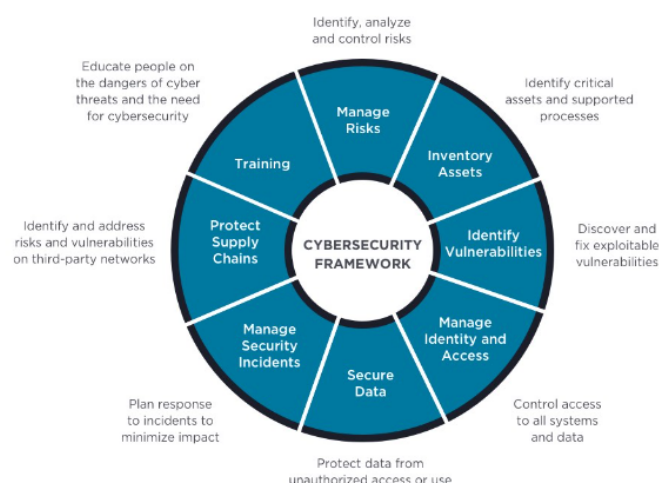 Identify, analyze
and control risks
Manage
Risks
Identify critical
assets and supported
processes
Inventory
Assets
Discover and
fix exploitable
vulnerabilities
Identify
Vulnerabilities
Control access
to all systems
and data
Manage
Identity and
Access
Protect data from
unauthorized access or use
Secure
Data
Plan response
to incidents to
minimize impact
Manage
Security
Incidents
Identify and address
risks and vulnerabilities
on third-party networks
Protect
Supply
Chains
Educate people on
the dangers of cyber
threats and the need
for cybersecurity
Training
CYBERSECURITY
FRAMEWORK